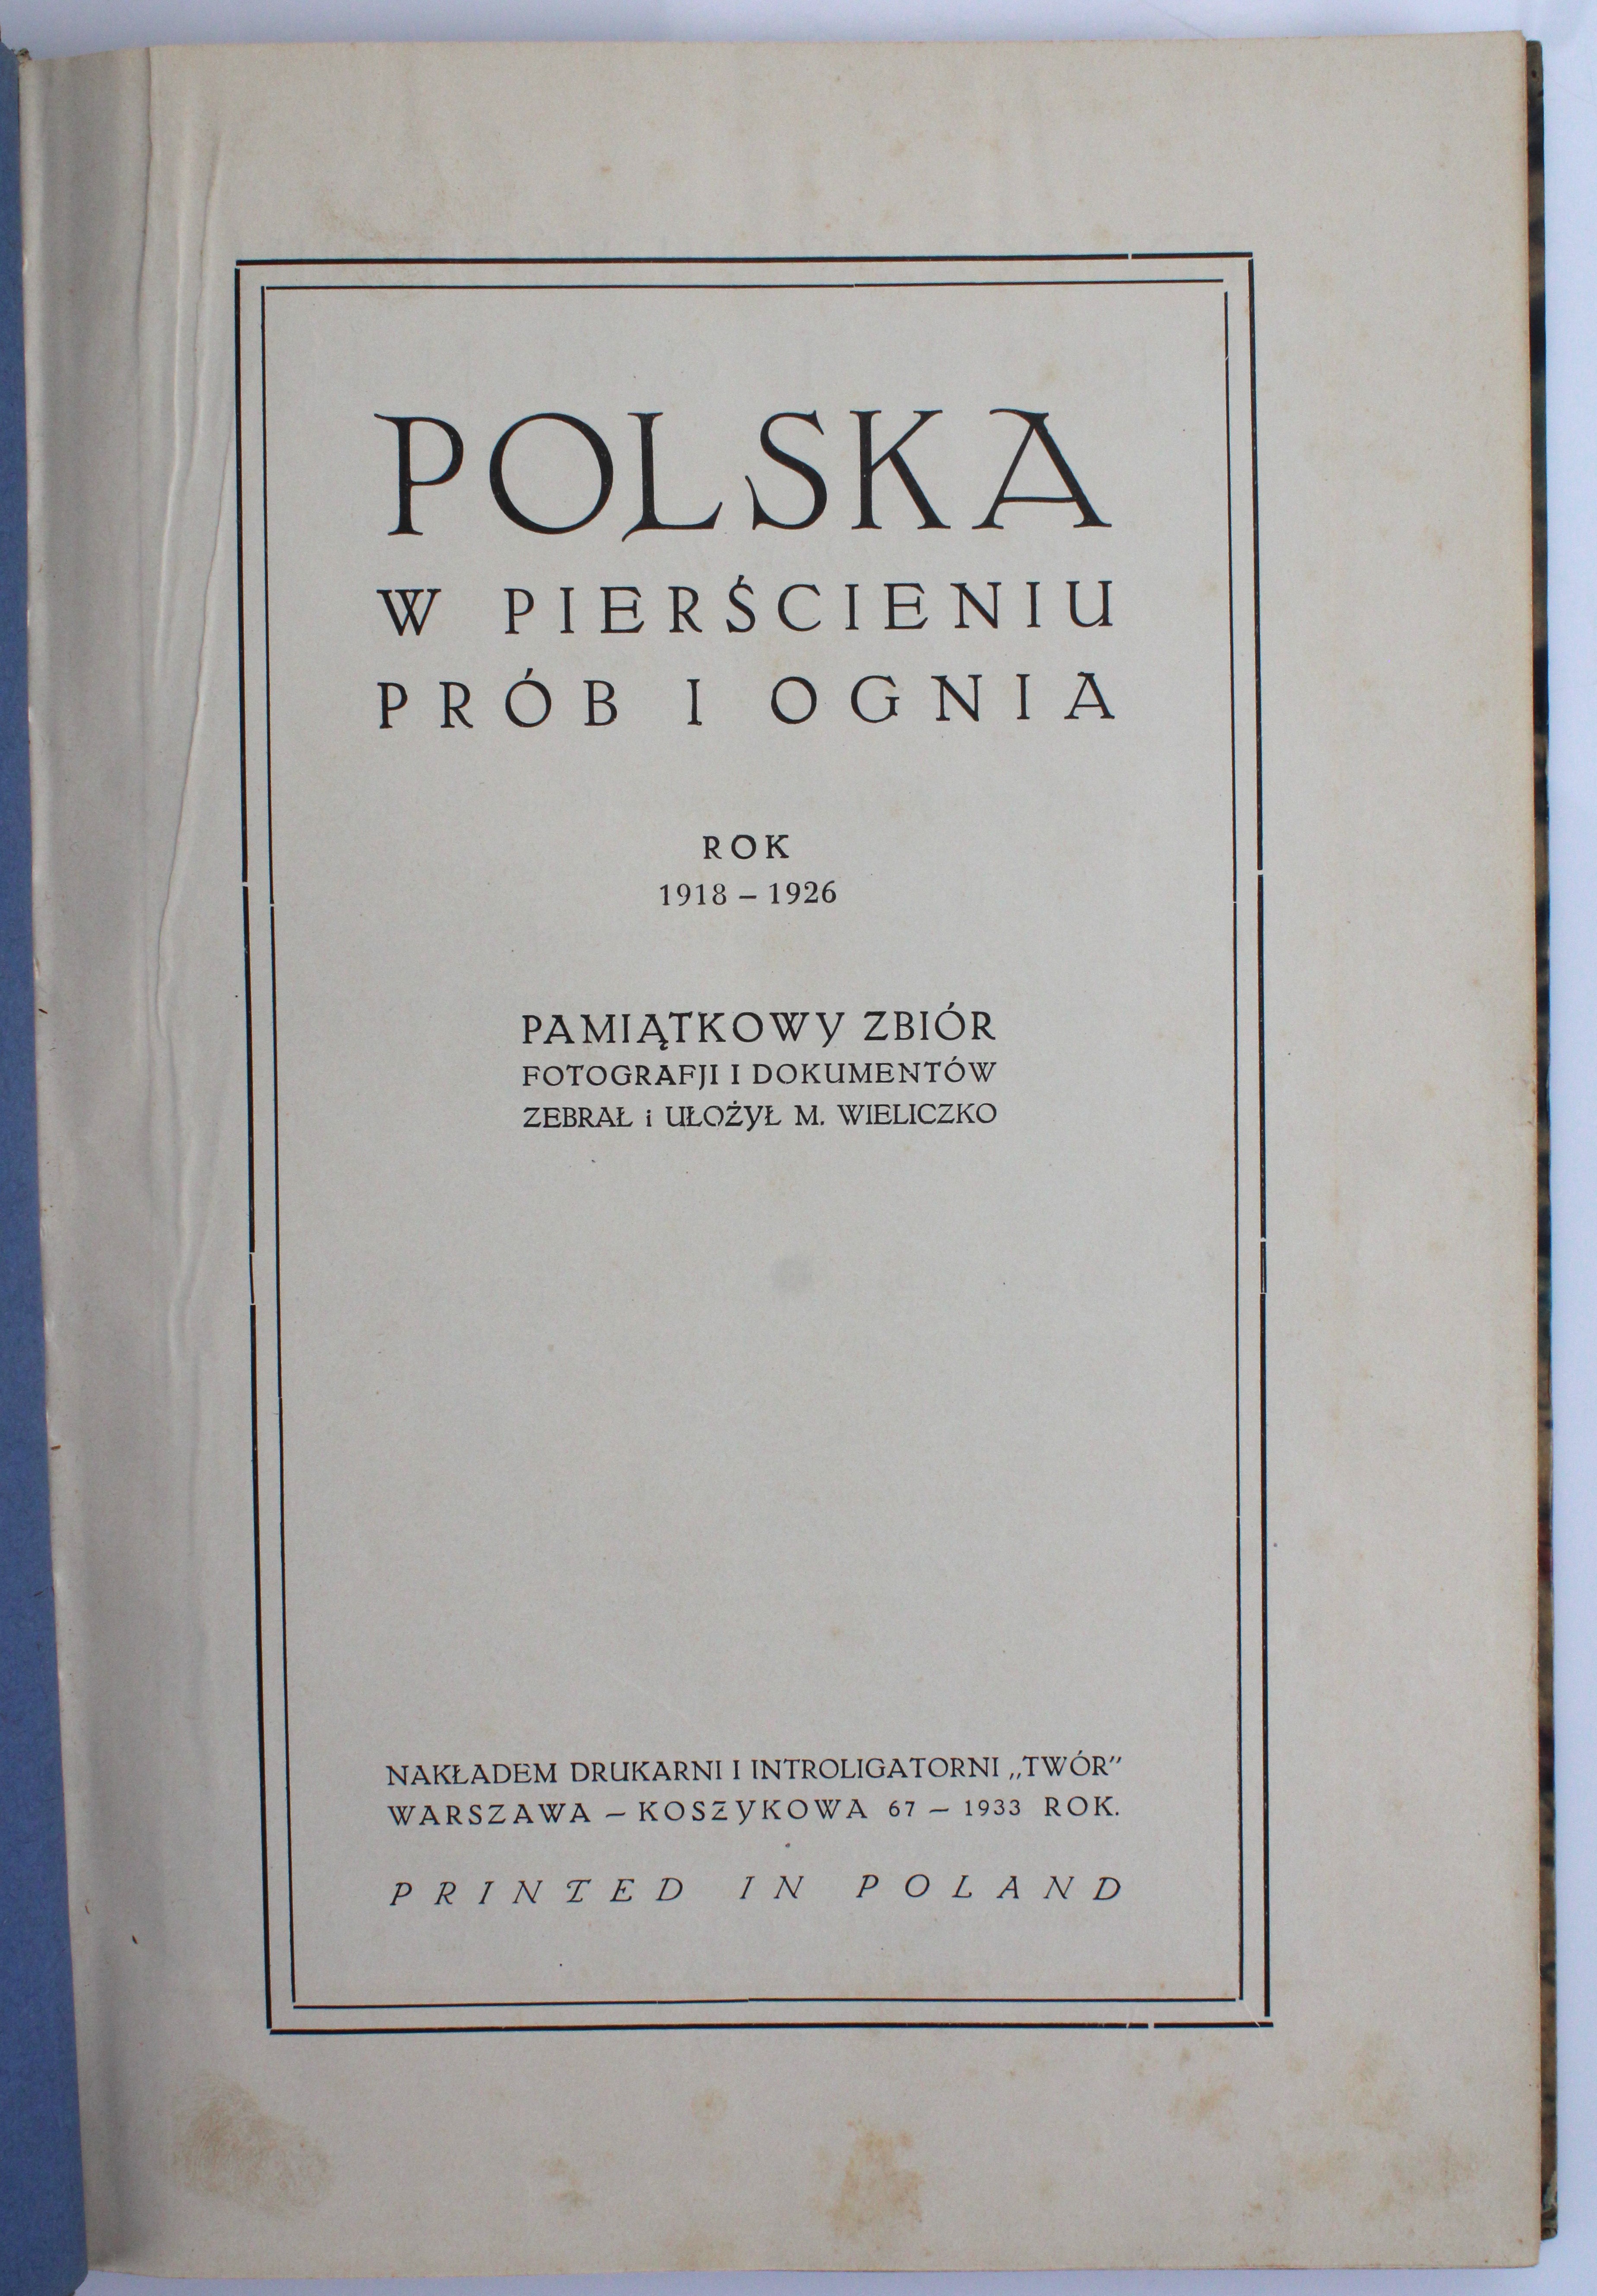 POLSKA
W PIERŚCIENIU
PRÓB I OGNIA
ROK
1918 – 1926
PAMIĄTKOWY ZBIÓR
FOTOGRAFJI I DOKUMENTÓW
ZEBRAŁ i UŁOŻYŁ M. WIELICZKO
NAKŁADEM DRUKARNI I INTROLIGATORNI „TWÓR”
WARSZAWA – KOSZYKOWA 67 – 1933 ROK.
PRINTED IN POLAND